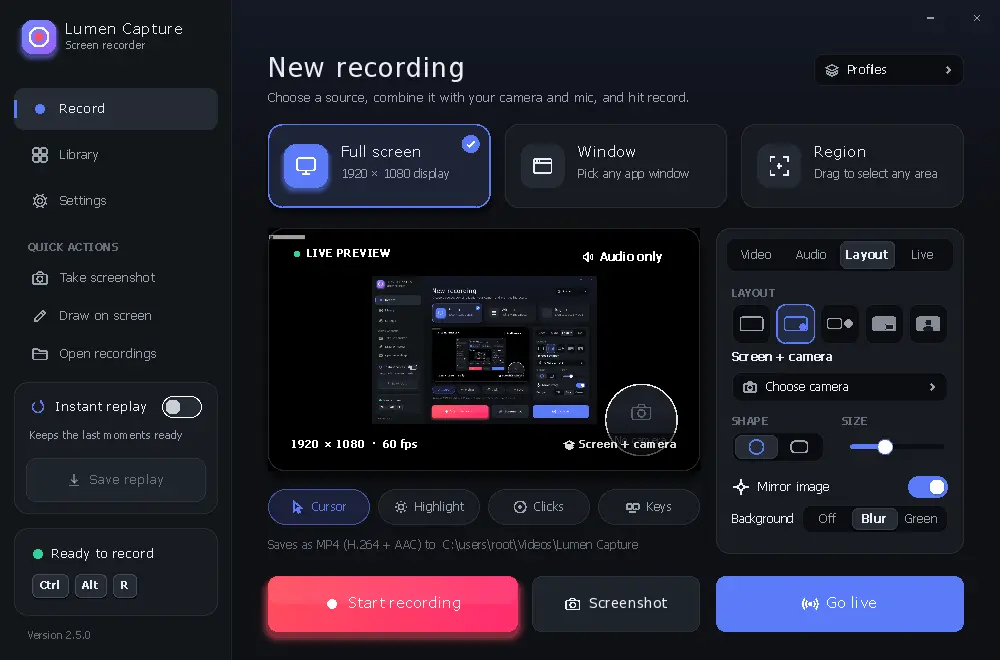 Lumen Capture
Screen recorder
Record
Library
Settings
QUICK ACTIONS
Take screenshot
Draw on screen
Open recordings
Instant replay
Keeps the last moments ready
Save replay
Ready to record
Ctrl Alt R
Version 2.5.0
New recording
Choose a source, combine it with your camera and mic, and hit record.
Profiles
Full screen
1920 × 1080 display
Window
Pick any app window
Region
Drag to select any area
LIVE PREVIEW
Audio only
New recording
1920 × 1080 · 60 fps
Screen + camera
Video Audio Layout Live
LAYOUT
Screen + camera
Choose camera
SHAPE SIZE
Mirror image
Background Off Blur Green
Cursor Highlight Clicks Keys
Saves as MP4 (H.264 + AAC) to C:\users\root\Videos\Lumen Capture
Start recording
Screenshot
Go live